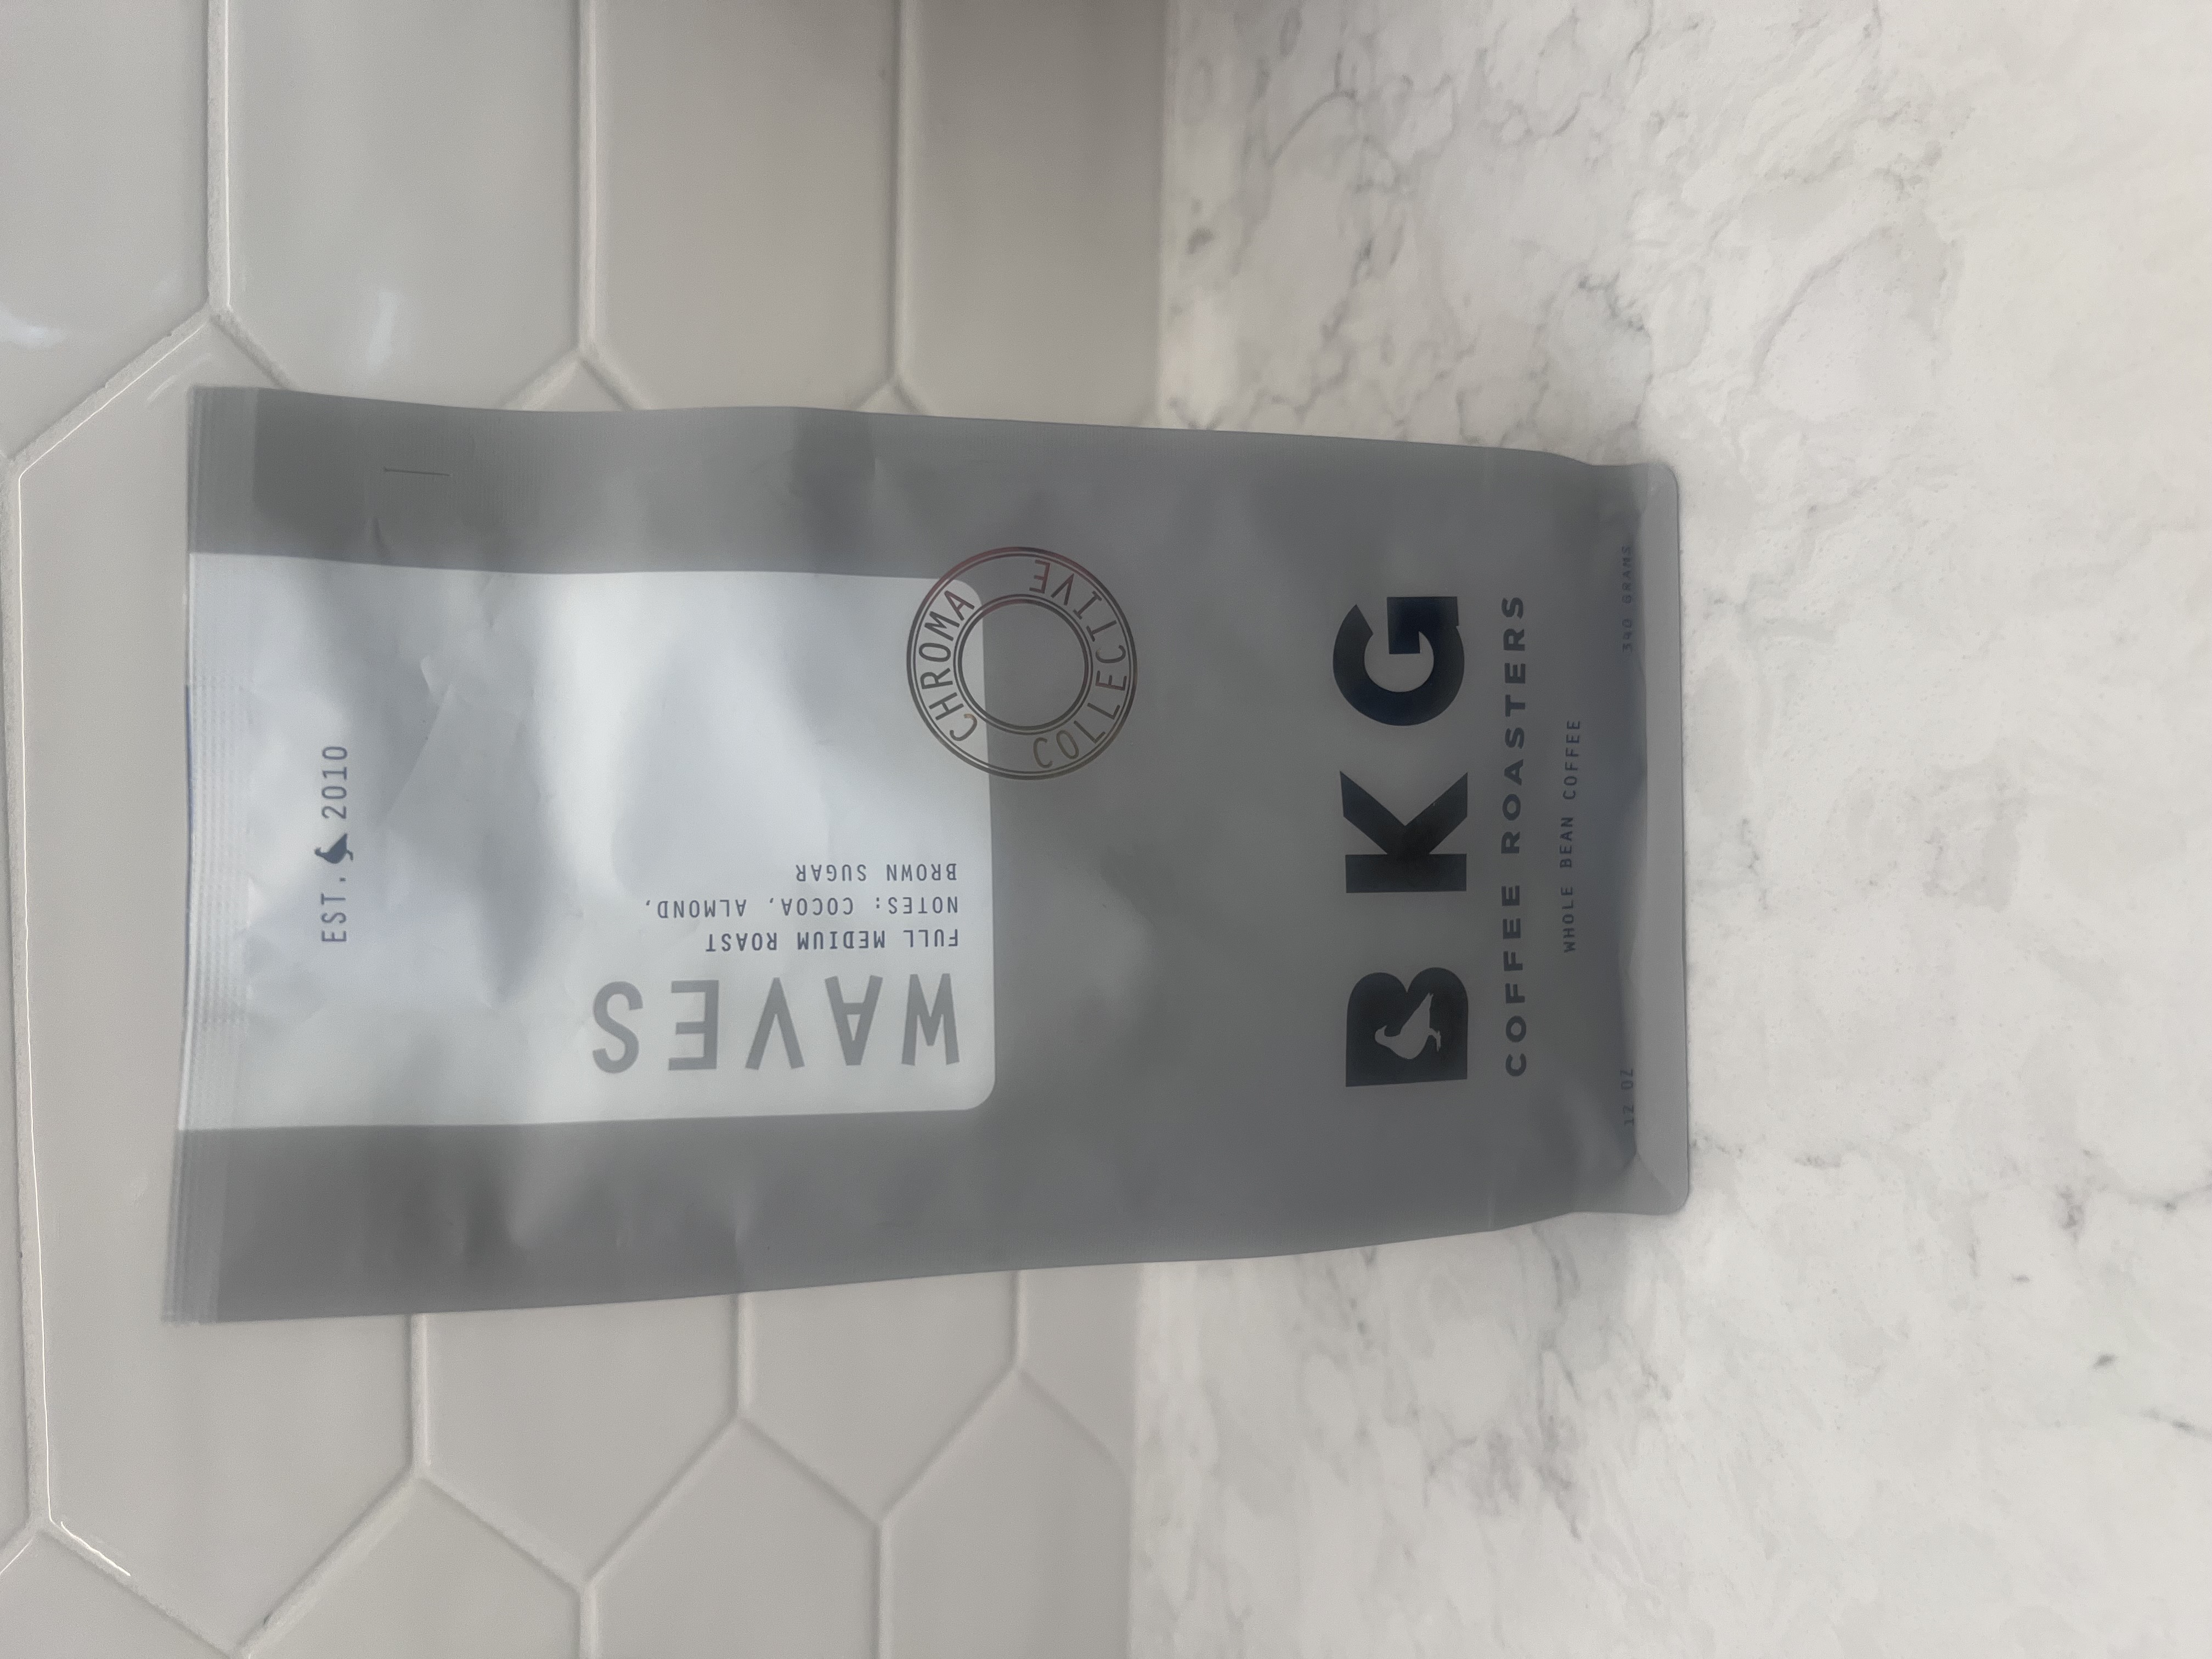 EST. 2010
WAVES
FULL MEDIUM ROAST
NOTES: COCOA, ALMOND,
BROWN SUGAR
CHROMA
COLLECTIVE
BKG
COFFEE ROASTERS
WHOLE BEAN COFFEE
12 OZ
340 GRAMS